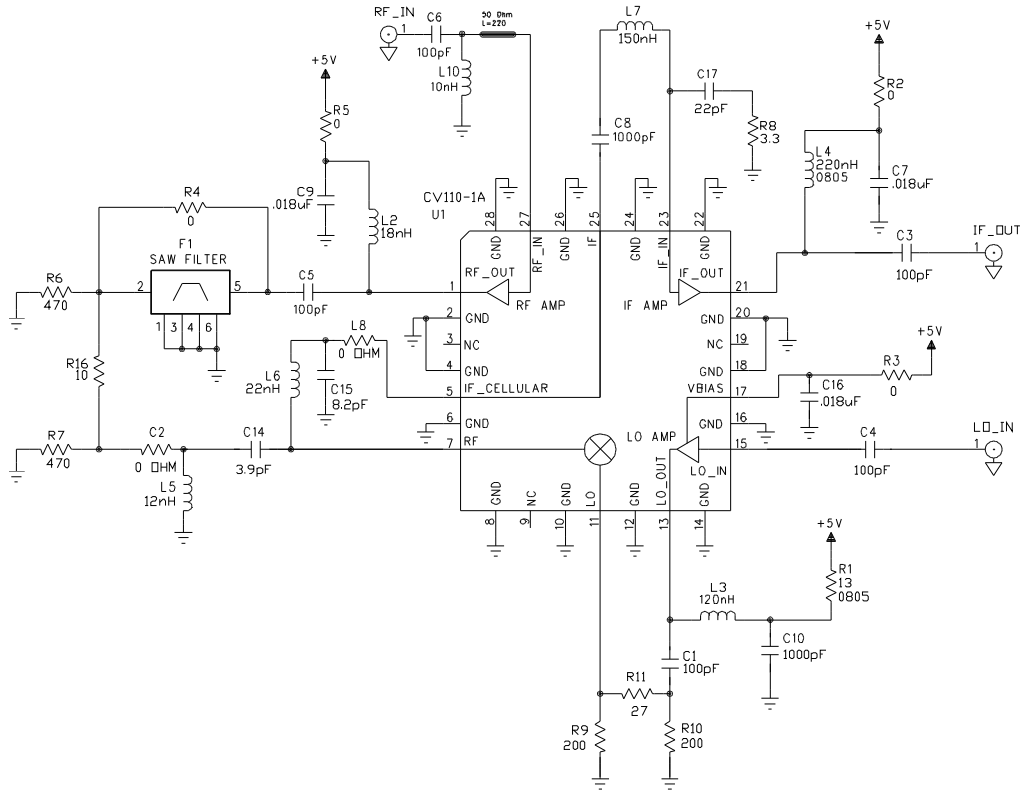 RF_IN
1
C6
100pF
50 Ohm
L=220
L10
10nH
L7
150nH
C17
22pF
R8
3.3
C8
1000pF
+5V
R2
0
L4
220nH
0805
C7
.018uF
C3
100pF
IF_OUT
1
+5V
R5
0
C9
.018uF
L2
18nH
R4
0
F1
SAW FILTER
2
5
1
3
4
6
R6
470
C5
100pF
CV110-1A
U1
28
27
26
25
24
23
22
GND
RF_IN
GND
IF
GND
IF_IN
GND
RF_OUT
RF AMP
IF_OUT
IF AMP
1
2
GND
3
NC
4
GND
5
IF_CELLULAR
6
GND
7
RF
21
20
GND
19
NC
18
GND
17
VBIAS
16
GND
15
LO_IN
LO AMP
LO_OUT
GND
NC
GND
LO
GND
GND
8
9
10
11
12
13
14
R16
10
L8
0 OHM
L6
22nH
C15
8.2pF
R7
470
C2
0 OHM
C14
3.9pF
L5
12nH
+5V
R3
0
C16
.018uF
C4
100pF
LO_IN
1
+5V
R1
13
0805
L3
120nH
C10
1000pF
C1
100pF
R11
27
R9
200
R10
200